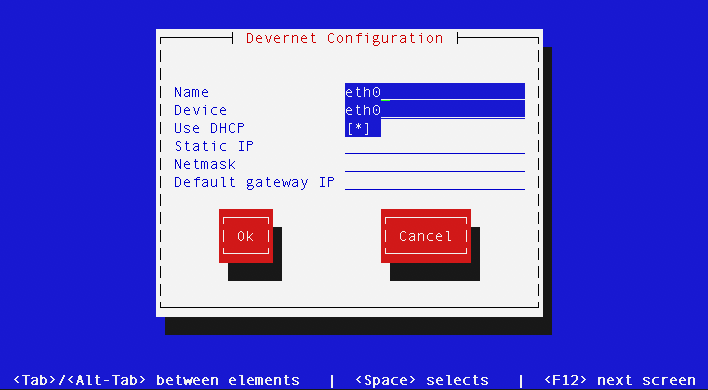 Devernet Configuration
Name eth0
Device eth0
Use DHCP [*]
Static IP
Netmask
Default gateway IP
Ok Cancel
<Tab>/<Alt-Tab> between elements | <Space> selects | <F12> next screen